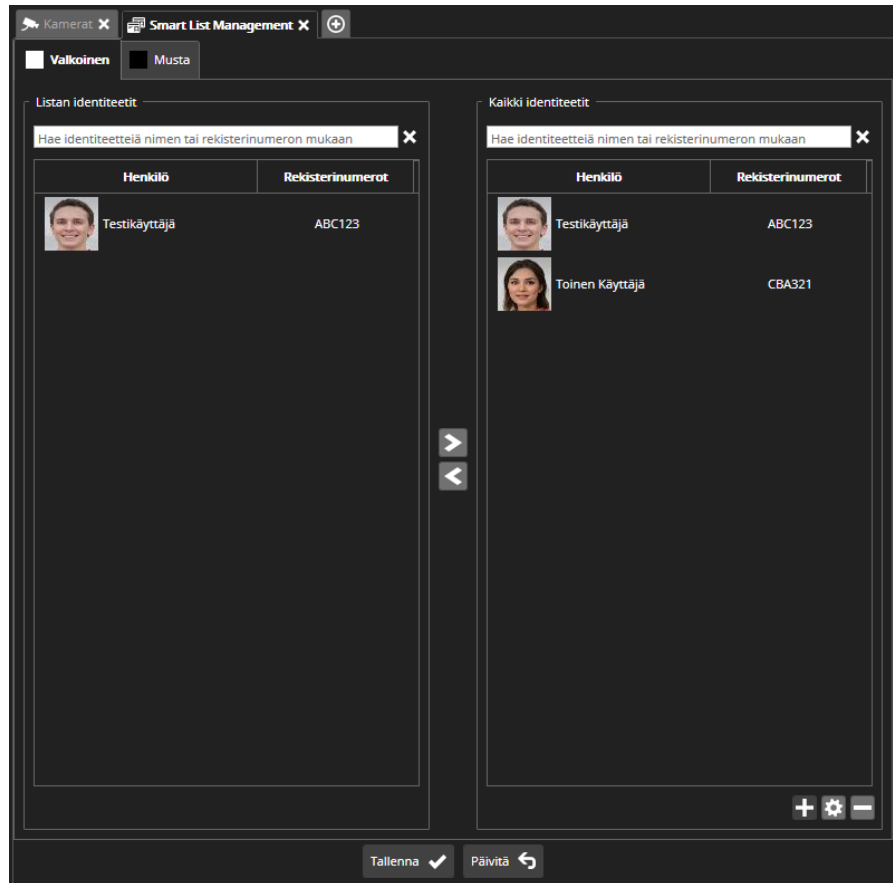 Kamerat Smart List Management
Valkoinen Musta
Listan identiteetit
Hae identiteetteiä nimen tai rekisterinumeron mukaan
Henkilö Rekisterinumerot
Testikäyttäjä ABC123
Kaikki identiteetit
Hae identiteetteiä nimen tai rekisterinumeron mukaan
Henkilö Rekisterinumerot
Testikäyttäjä ABC123
Toinen Käyttäjä CBA321
Tallenna Päivitä